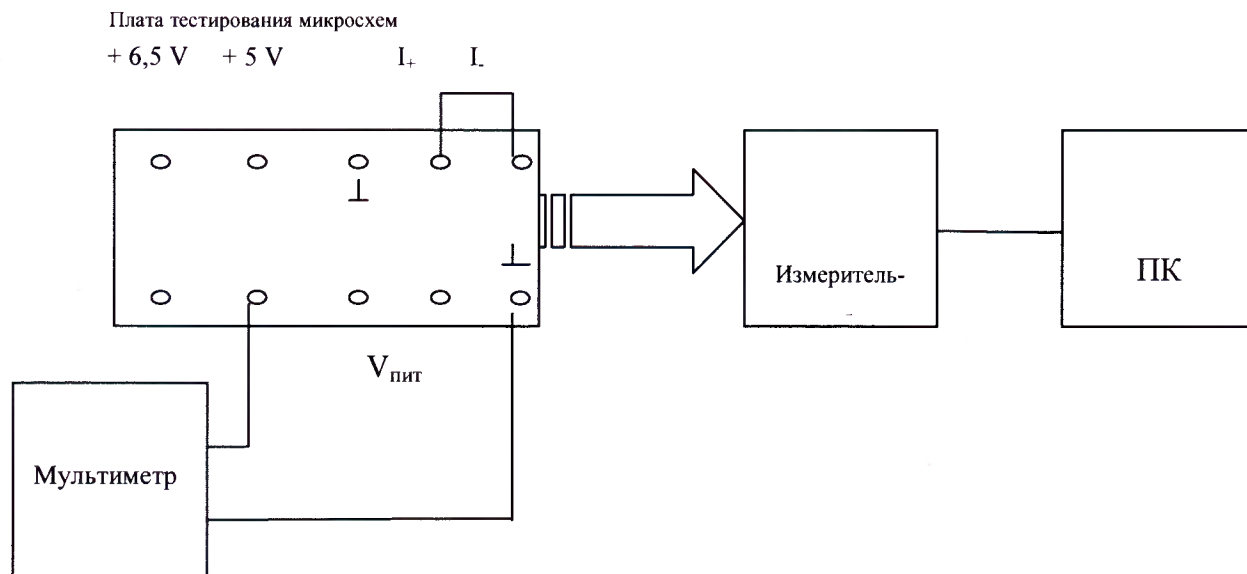 Плата тестирования микросхем
+ 6,5 V + 5 V I₊ I₋
Измеритель-
ПК
Vпит
Мультиметр